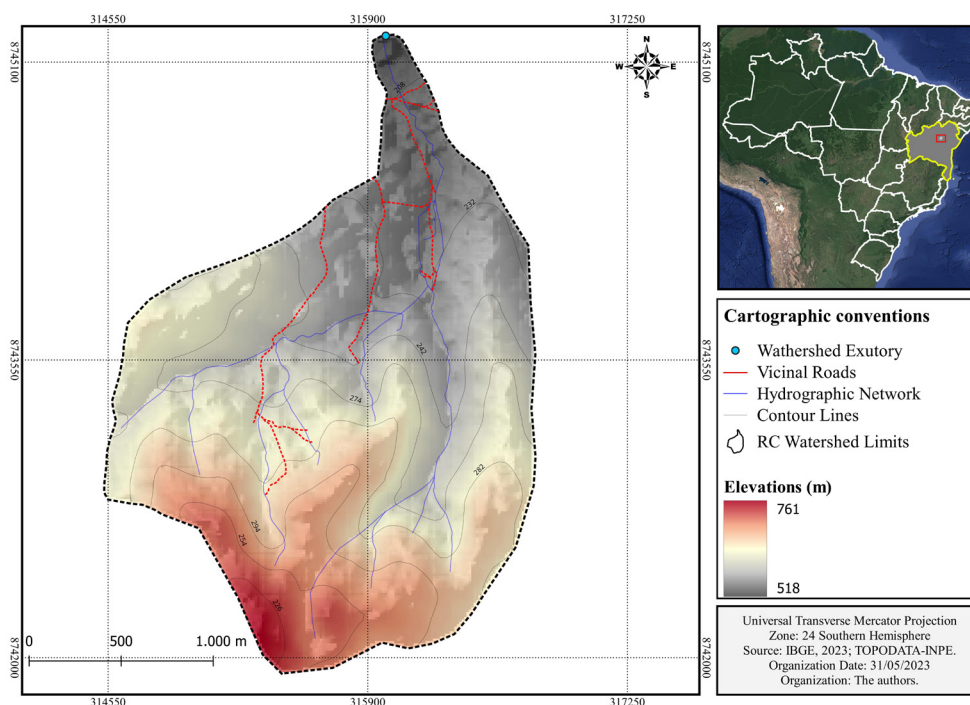 314550
315900
317250
8745100
8745100
N
W
E
S
208
232
242
8743550
8743550
274
282
294
254
226
0
500
1.000 m
8742000
8742000
314550
315900
317250
Cartographic conventions
Wathershed Exutory
Vicinal Roads
Hydrographic Network
Contour Lines
RC Watershed Limits
Elevations (m)
761
518
Universal Transverse Mercator Projection
Zone: 24 Southern Hemisphere
Source: IBGE, 2023; TOPODATA-INPE.
Organization Date: 31/05/2023
Organization: The authors.